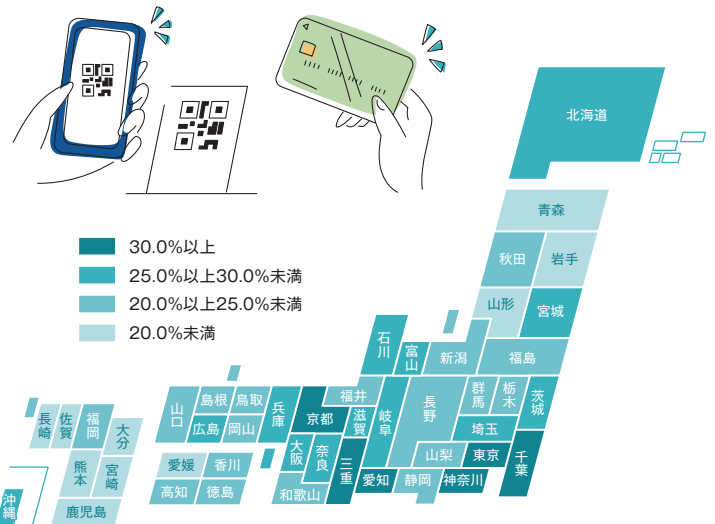 30.0%以上
25.0%以上30.0%未満
20.0%以上25.0%未満
20.0%未満
北海道
青森
秋田
岩手
山形
宮城
石川
富山
新潟
福島
山口
島根
鳥取
兵庫
京都
福井
滋賀
岐阜
長野
群馬
栃木
茨城
広島
岡山
埼玉
長崎
佐賀
福岡
大分
大阪
奈良
三重
山梨
東京
千葉
愛媛
香川
熊本
宮崎
高知
徳島
和歌山
愛知
静岡
神奈川
沖縄
鹿児島